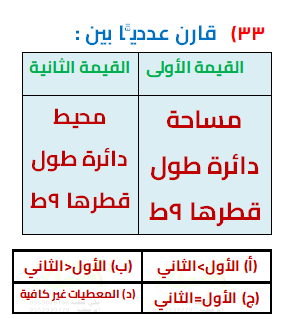 ٣٣) قارن عدديًّا بين :
القيمة الأولى
القيمة الثانية
مساحة
دائرة طول
قطرها ٩ط
محيط
دائرة طول
قطرها ٩ط
(أ) الأول>الثاني
(ب) الأول<الثاني
(ج) الأول=الثاني
(د) المعطيات غير كافية